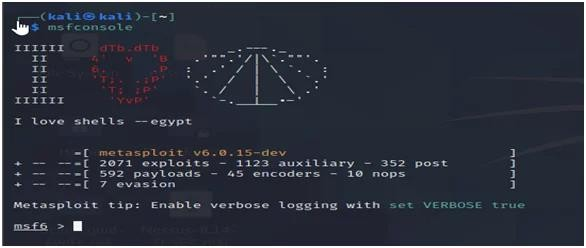 (kali㉿kali)-[~]
$ msfconsole
IIIIII    dTb.dTb        _.---._
  II     4'  v  'B   .'"".'/|\`.""'.
  II     6.     .P  :  .' / | \ `.  :
  II     'T;. .;P'  '.'  /  |  \  `.'
  II      'T; ;P'    `. /   |   \ .'
IIIIII     'YvP'       `-.__|__.-'
I love shells --egypt
=[ metasploit v6.0.15-dev ]
+ -- --=[ 2071 exploits - 1123 auxiliary - 352 post ]
+ -- --=[ 592 payloads - 45 encoders - 10 nops ]
+ -- --=[ 7 evasion ]
Metasploit tip: Enable verbose logging with set VERBOSE true
msf6 >